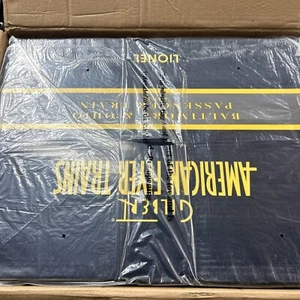 LIONEL
BALTIMORE & OHIO
PASSENGER TRAIN
AMERICAN FLYER TRAINS
Gilbert